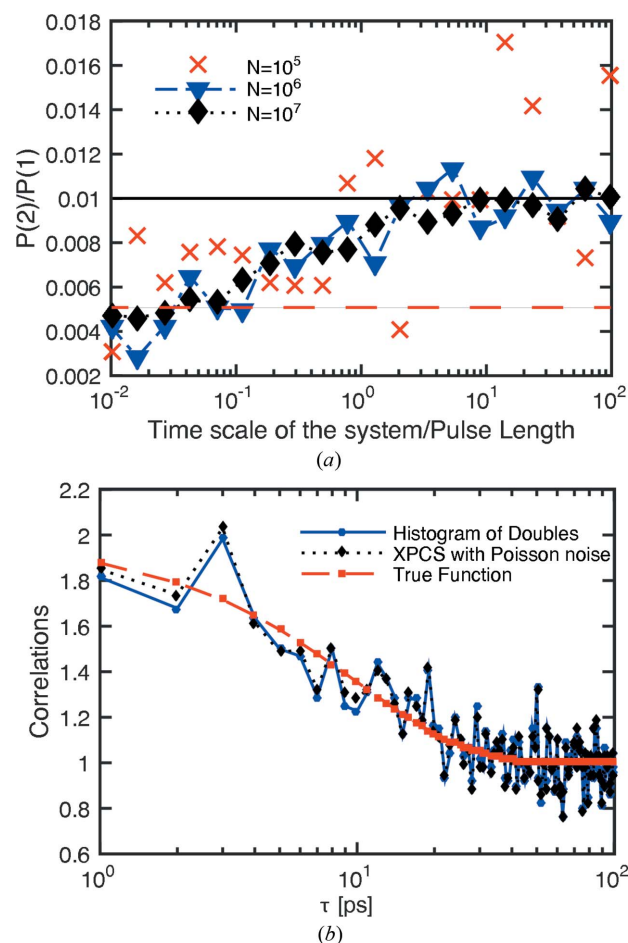 (a)
0.018
0.016
0.014
0.012
0.01
0.008
0.006
0.004
0.002
P(2)/P(1)
N=10⁵
N=10⁶
N=10⁷
10⁻² 10⁻¹ 10⁰ 10¹ 10²
Time scale of the system/Pulse Length
(a)
2.2
2
1.8
1.6
1.4
1.2
1
0.8
0.6
Correlations
Histogram of Doubles
XPCS with Poisson noise
True Function
10⁰ 10¹ 10²
τ [ps]
(b)